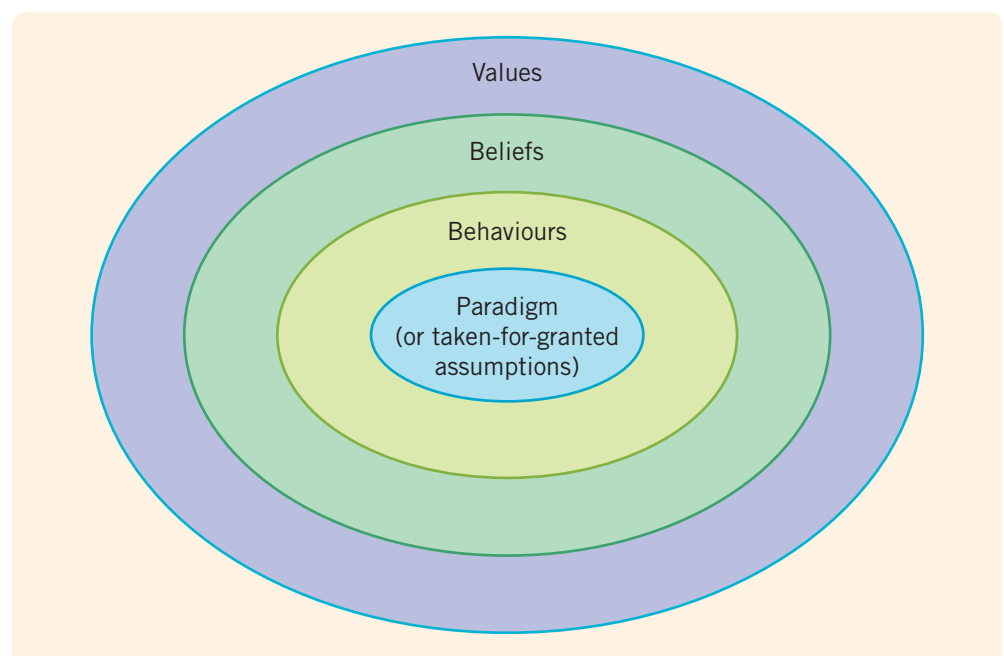 Values
Beliefs
Behaviours
Paradigm
(or taken-for-granted
assumptions)